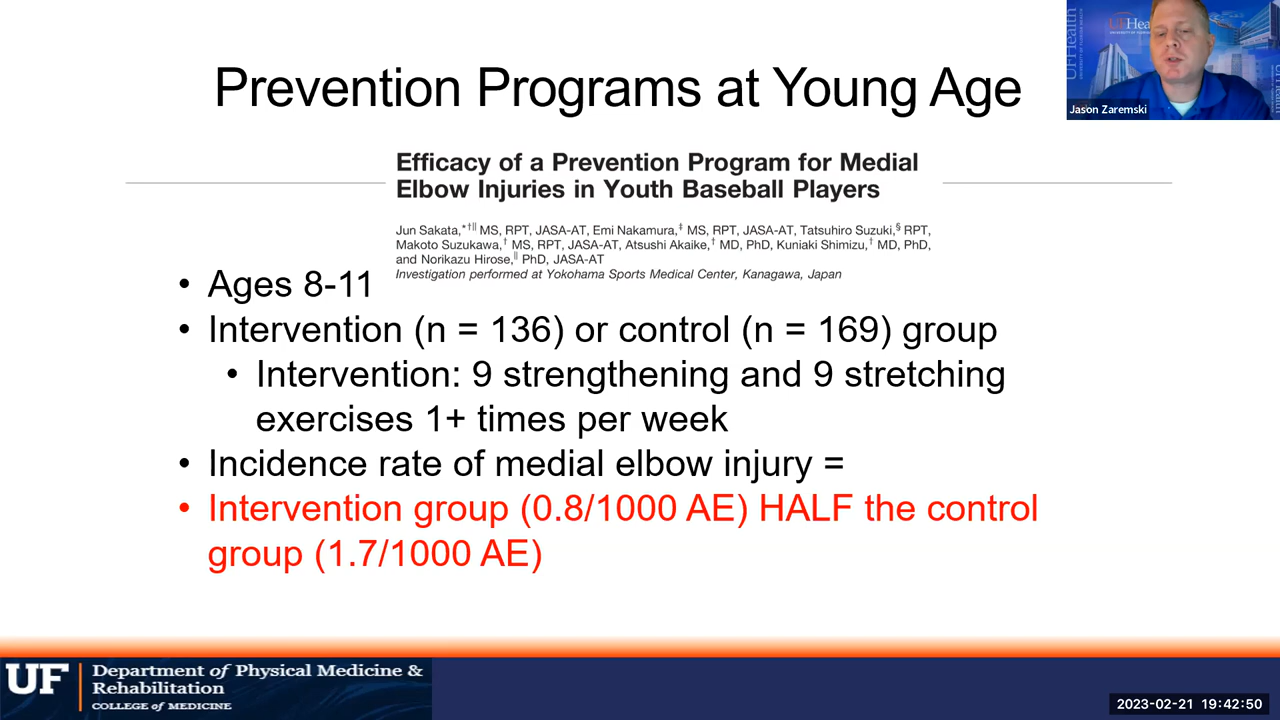 Prevention Programs at Young Age
UFHealth
Jason Zaremski
Efficacy of a Prevention Program for Medial
Elbow Injuries in Youth Baseball Players
Jun Sakata,*†|| MS, RPT, JASA-AT, Emi Nakamura,‡ MS, RPT, JASA-AT, Tatsuhiro Suzuki,§ RPT,
Makoto Suzukawa,† MS, RPT, JASA-AT, Atsushi Akaike,† MD, PhD, Kuniaki Shimizu,† MD, PhD,
and Norikazu Hirose,|| PhD, JASA-AT
Investigation performed at Yokohama Sports Medical Center, Kanagawa, Japan
• Ages 8-11
• Intervention (n = 136) or control (n = 169) group
• Intervention: 9 strengthening and 9 stretching
exercises 1+ times per week
• Incidence rate of medial elbow injury =
• Intervention group (0.8/1000 AE) HALF the control
group (1.7/1000 AE)
UF
Department of Physical Medicine &
Rehabilitation
COLLEGE of MEDICINE
2023-02-21 19:42:50